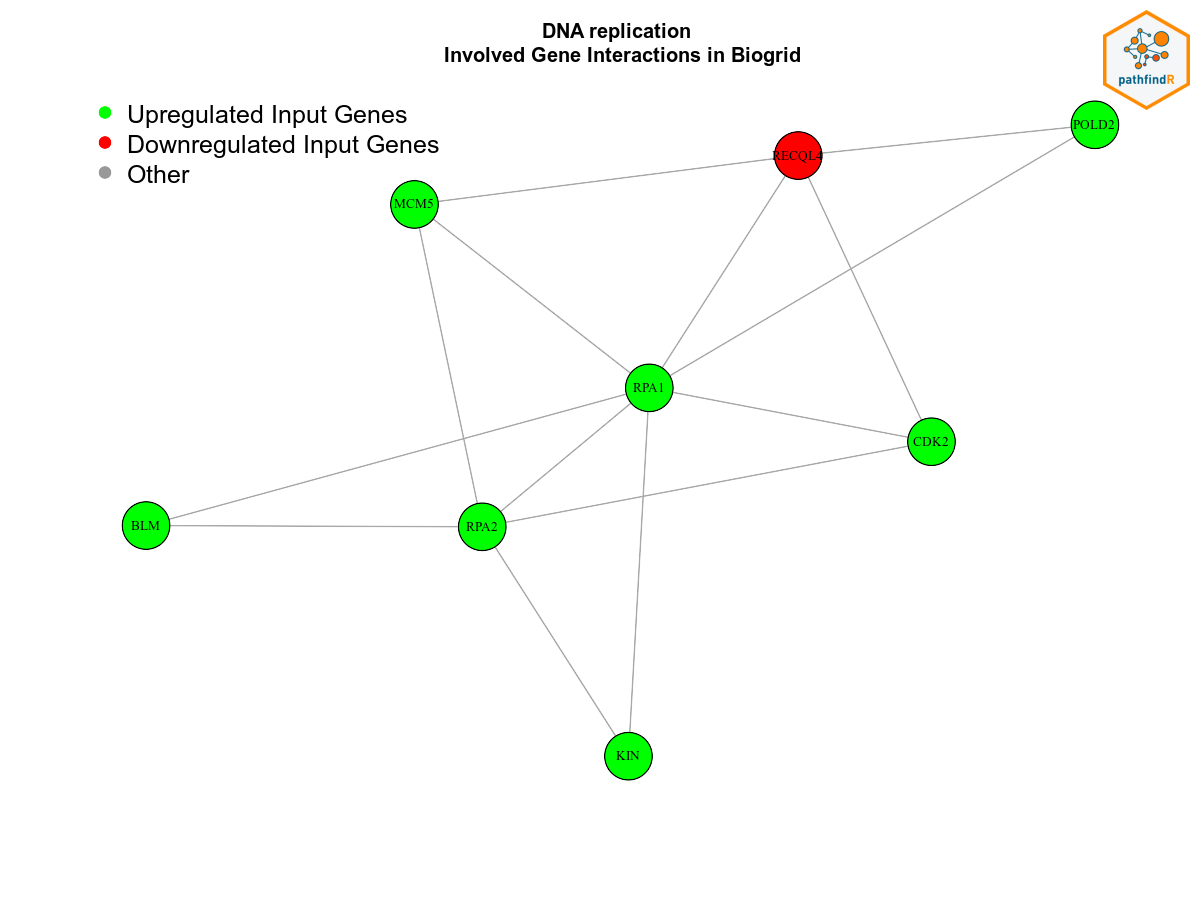 DNA replication
Involved Gene Interactions in Biogrid
pathfindR
Upregulated Input Genes
Downregulated Input Genes
Other
POLD2
RECQL4
MCM5
RPA1
CDK2
BLM
RPA2
KIN